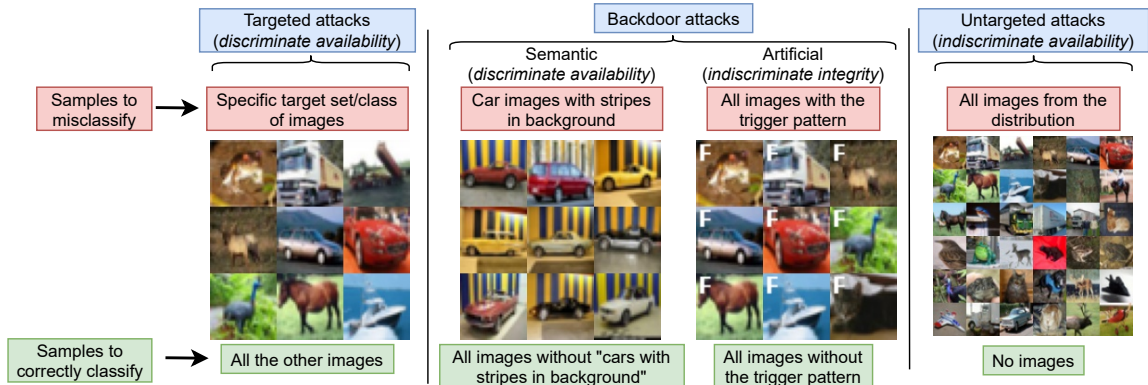 Targeted attacks
(discriminate availability)
Backdoor attacks
Untargeted attacks
(indiscriminate availability)
Semantic
(discriminate availability)
Artificial
(indiscriminate integrity)
Samples to
misclassify
Specific target set/class
of images
Car images with stripes
in background
All images with the
trigger pattern
All images from the
distribution
F F F
F F F
F F F
Samples to
correctly classify
All the other images
All images without "cars with
stripes in background"
All images without
the trigger pattern
No images